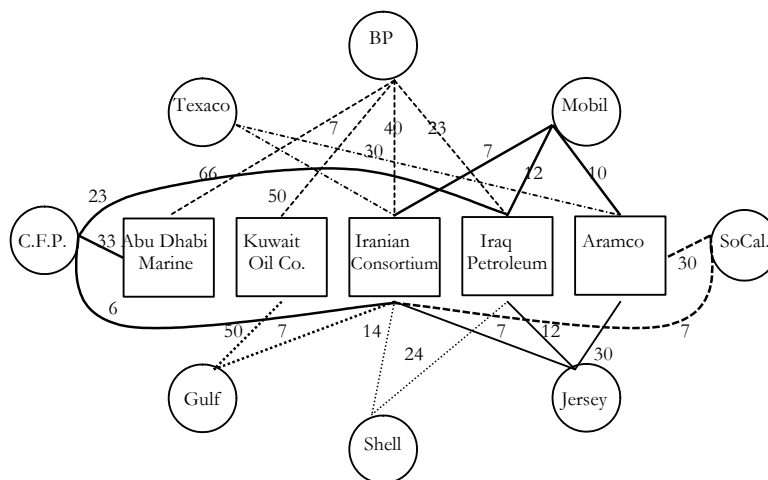 BP
Texaco
Mobil
7
40
23
30
7
66
12
10
23
50
C.F.P.
33
Abu Dhabi
Marine
Kuwait
Oil Co.
Iranian
Consortium
Iraq
Petroleum
Aramco
SoCal.
30
6
50
7
14
7
12
7
24
30
Gulf
Jersey
Shell